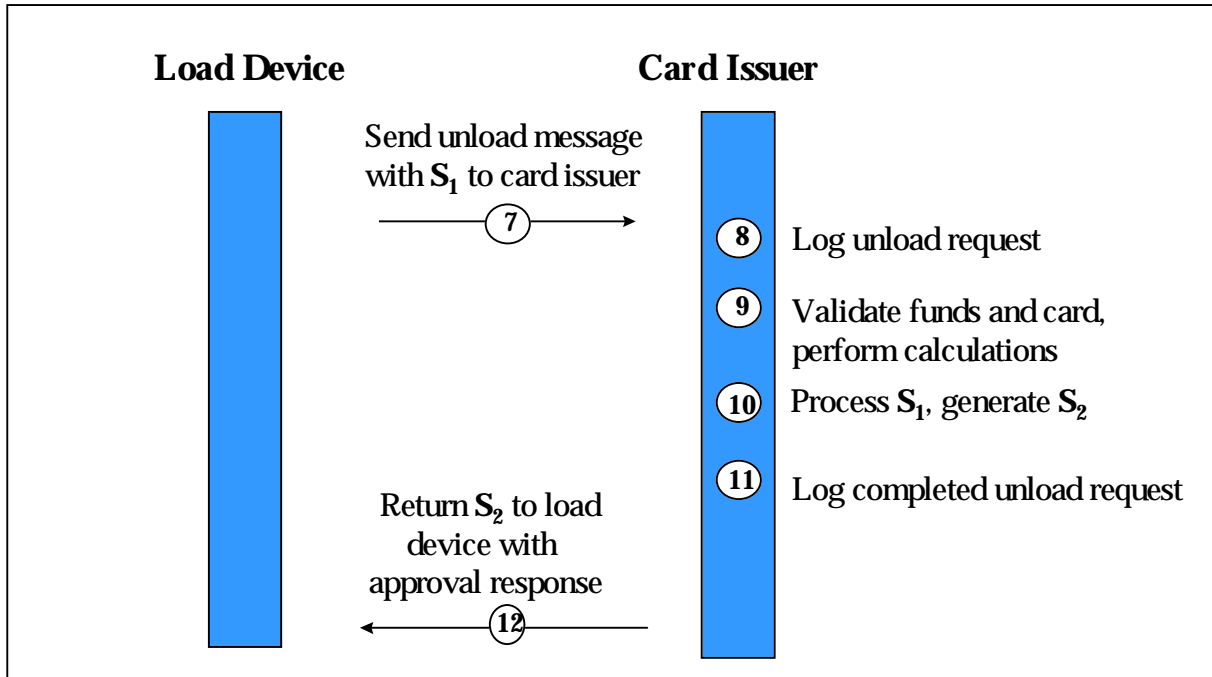 Load Device
Card Issuer
Send unload message
with S₁ to card issuer
7
8 Log unload request
9 Validate funds and card,
perform calculations
10 Process S₁, generate S₂
11 Log completed unload request
Return S₂ to load
device with
approval response
12